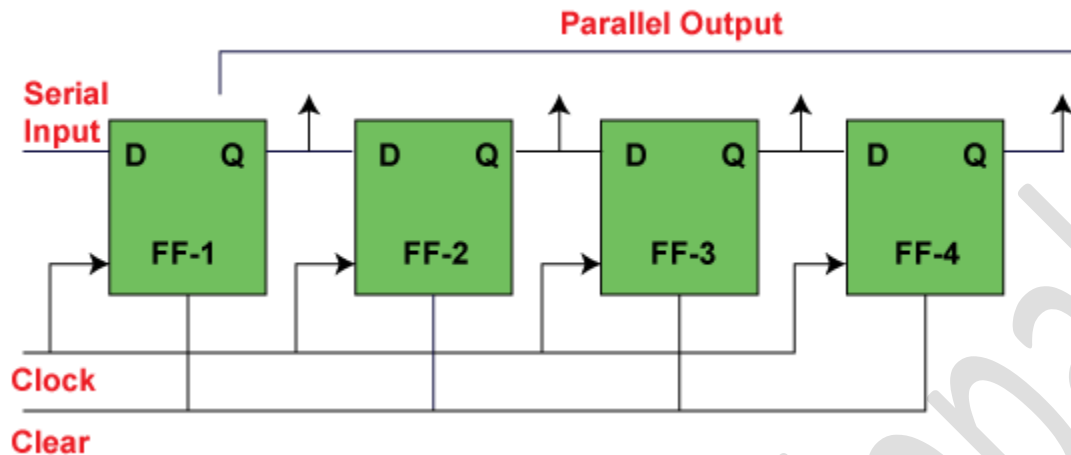 Parallel Output
Serial
Input
D Q
D Q
D Q
D Q
FF-1
FF-2
FF-3
FF-4
Clock
Clear